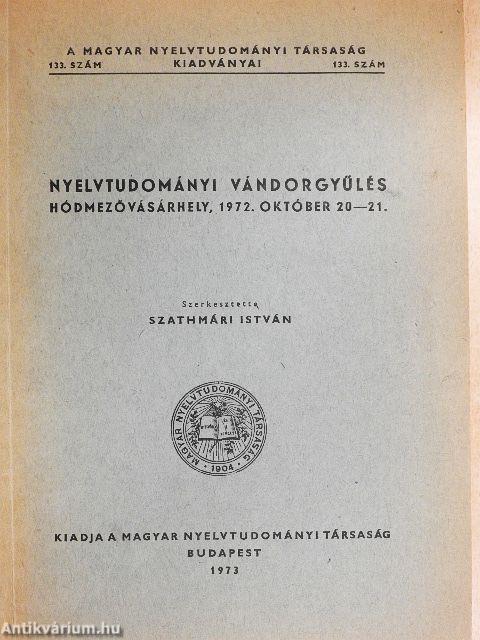 A MAGYAR NYELVTUDOMÁNYI TÁRSASÁG
133. SZÁM KIADVÁNYAI 133. SZÁM
NYELVTUDOMÁNYI VÁNDORGYŰLÉS
HÓDMEZŐVÁSÁRHELY, 1972. OKTÓBER 20—21.
Szerkesztette
SZATHMÁRI ISTVÁN
MAGYAR NYELVTUDOMÁNYI TÁRSASÁG
1904
KIADJA A MAGYAR NYELVTUDOMÁNYI TÁRSASÁG
BUDAPEST
1973
Antikvárium.hu